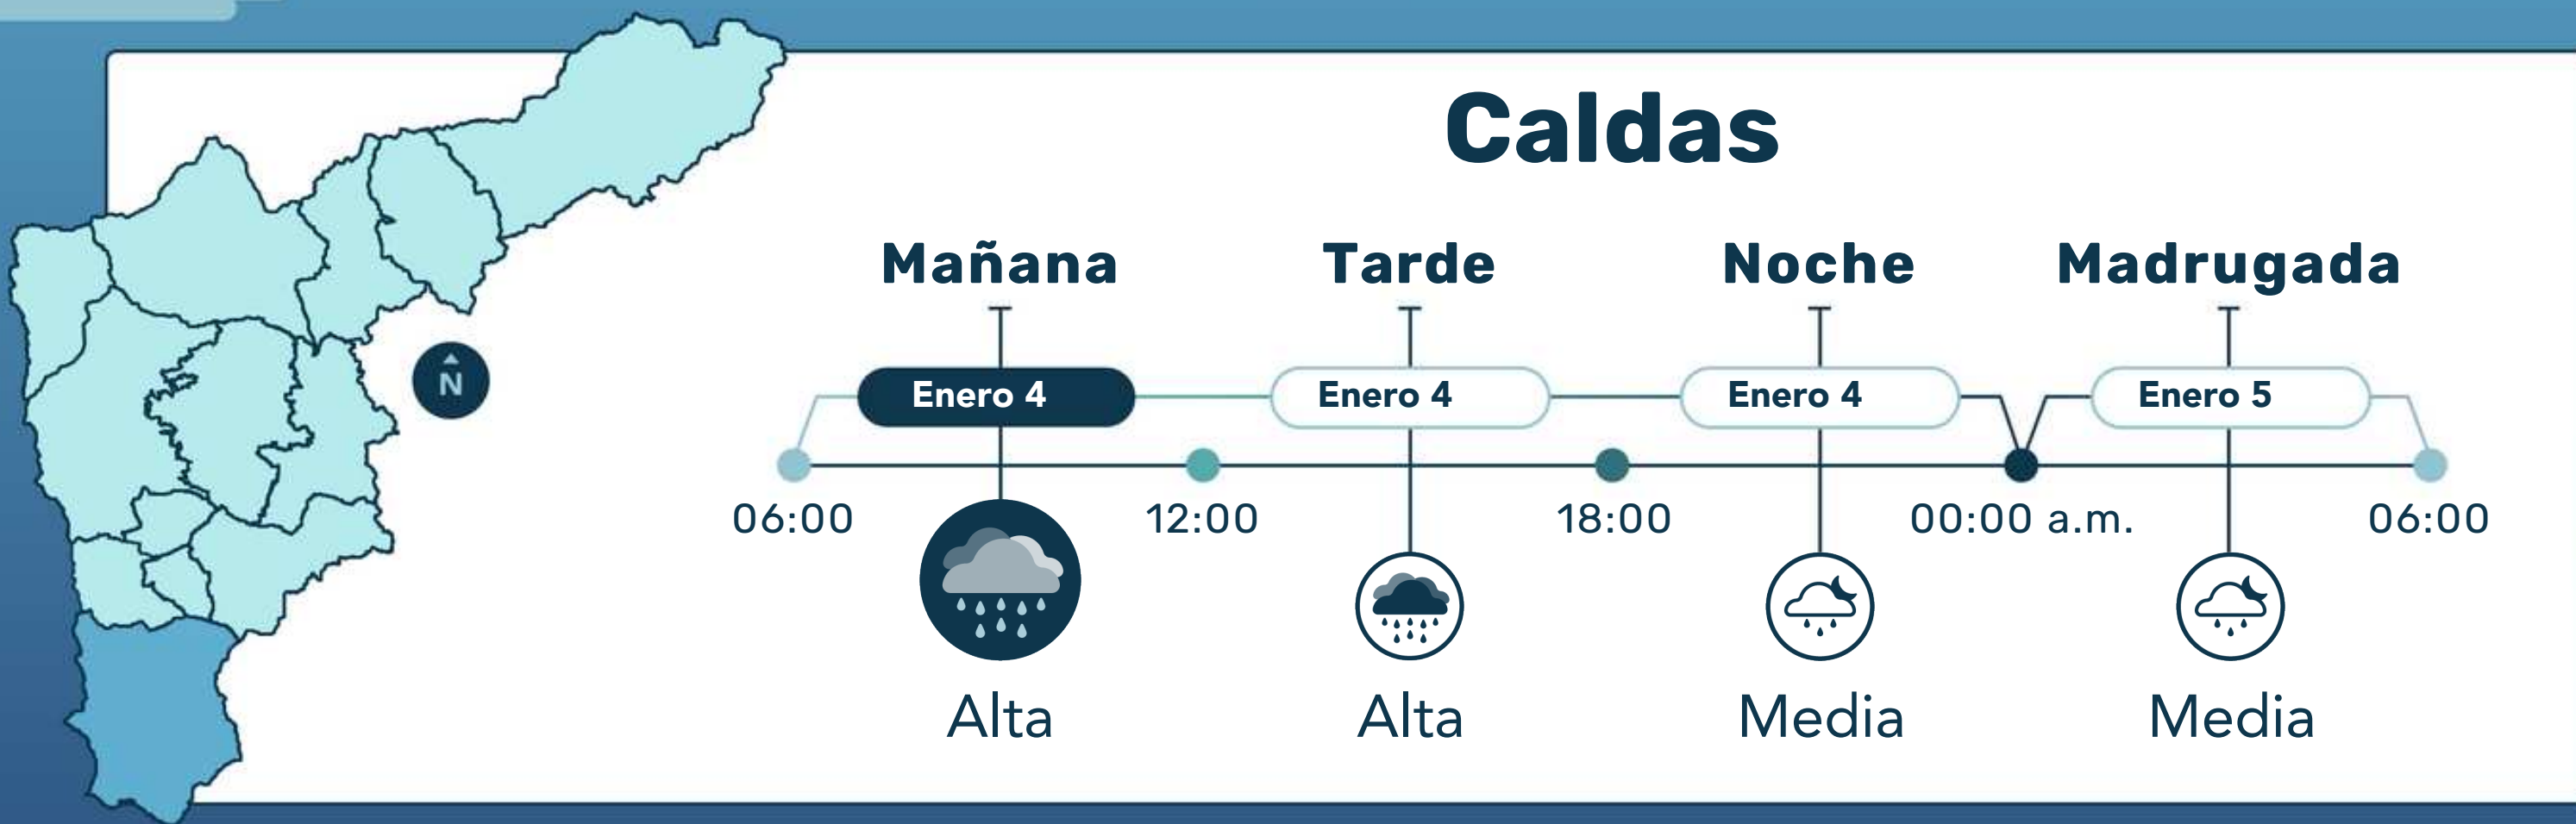 Caldas
Mañana Tarde Noche Madrugada
N
Enero 4 Enero 4 Enero 4 Enero 5
06:00 12:00 18:00 00:00 a.m. 06:00
Alta Alta Media Media